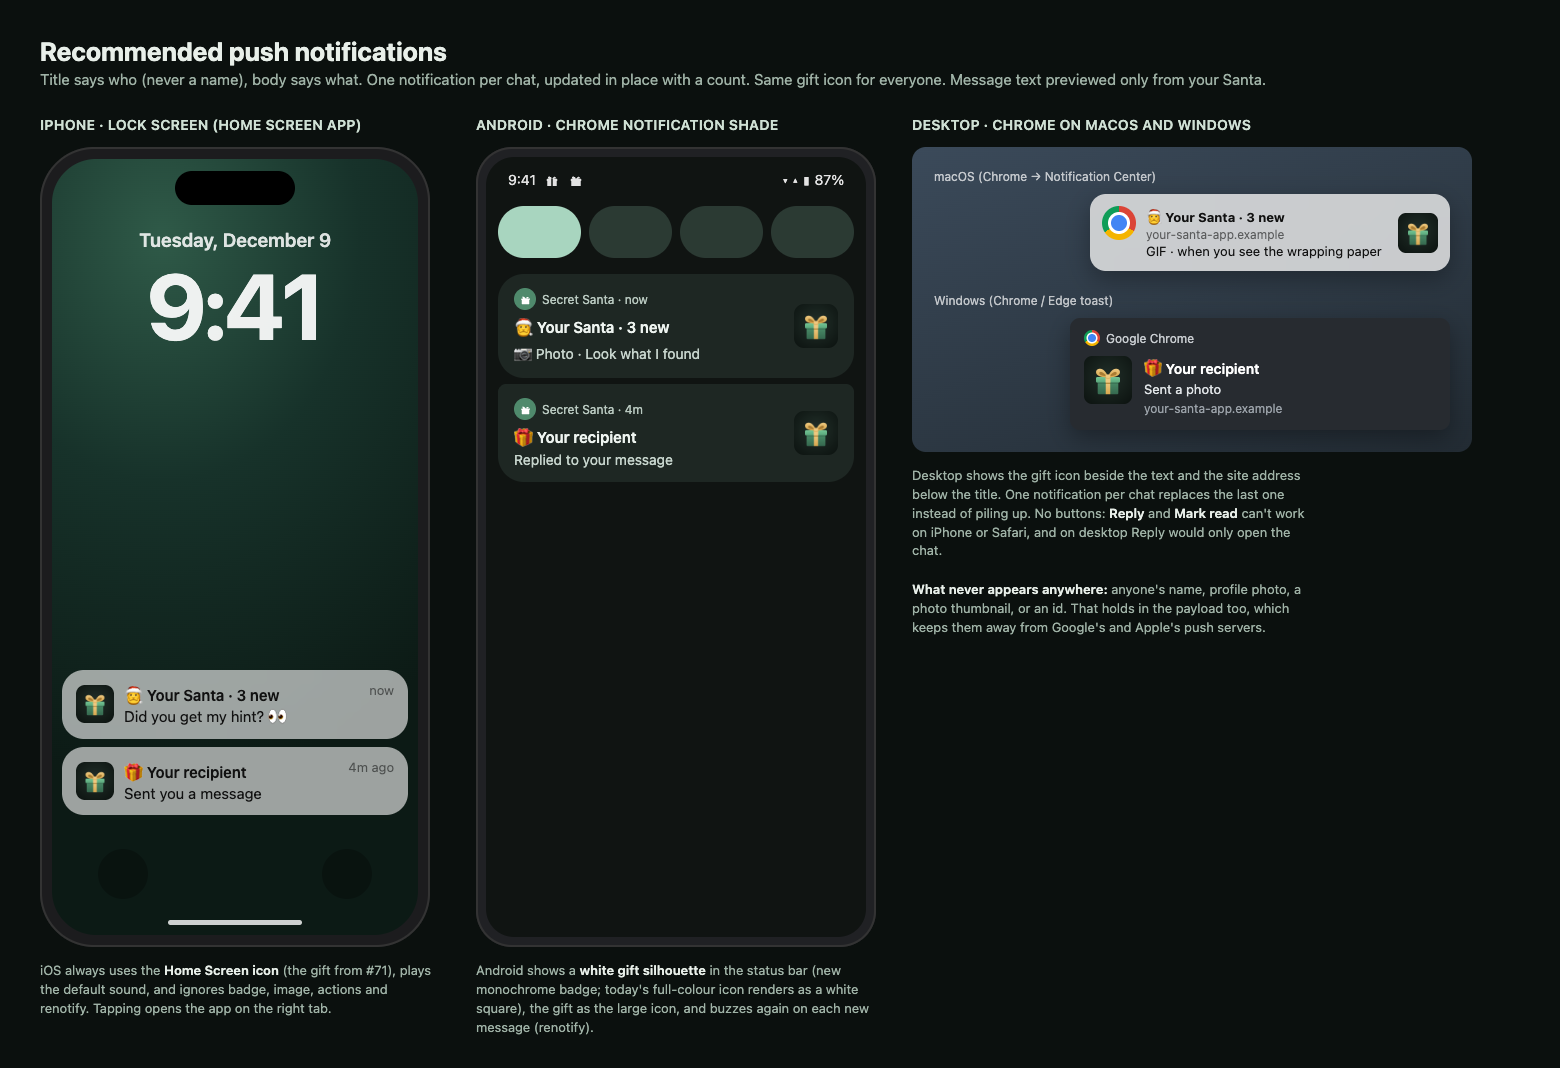 Recommended push notifications
Title says who (never a name), body says what. One notification per chat, updated in place with a count. Same gift icon for everyone. Message text previewed only from your Santa.
IPHONE · LOCK SCREEN (HOME SCREEN APP)
Tuesday, December 9
9:41
🎅 Your Santa · 3 new
now
Did you get my hint? 👀
🎁 Your recipient
4m ago
Sent you a message
iOS always uses the Home Screen icon (the gift from #71), plays
the default sound, and ignores badge, image, actions and
renotify. Tapping opens the app on the right tab.
ANDROID · CHROME NOTIFICATION SHADE
9:41
87%
Secret Santa · now
🎅 Your Santa · 3 new
📷 Photo · Look what I found
Secret Santa · 4m
🎁 Your recipient
Replied to your message
Android shows a white gift silhouette in the status bar (new
monochrome badge; today's full-colour icon renders as a white
square), the gift as the large icon, and buzzes again on each new
message (renotify).
DESKTOP · CHROME ON MACOS AND WINDOWS
macOS (Chrome → Notification Center)
🎅 Your Santa · 3 new
your-santa-app.example
GIF · when you see the wrapping paper
Windows (Chrome / Edge toast)
Google Chrome
🎁 Your recipient
Sent a photo
your-santa-app.example
Desktop shows the gift icon beside the text and the site address
below the title. One notification per chat replaces the last one
instead of piling up. No buttons: Reply and Mark read can't work
on iPhone or Safari, and on desktop Reply would only open the
chat.
What never appears anywhere: anyone's name, profile photo, a
photo thumbnail, or an id. That holds in the payload too, which
keeps them away from Google's and Apple's push servers.